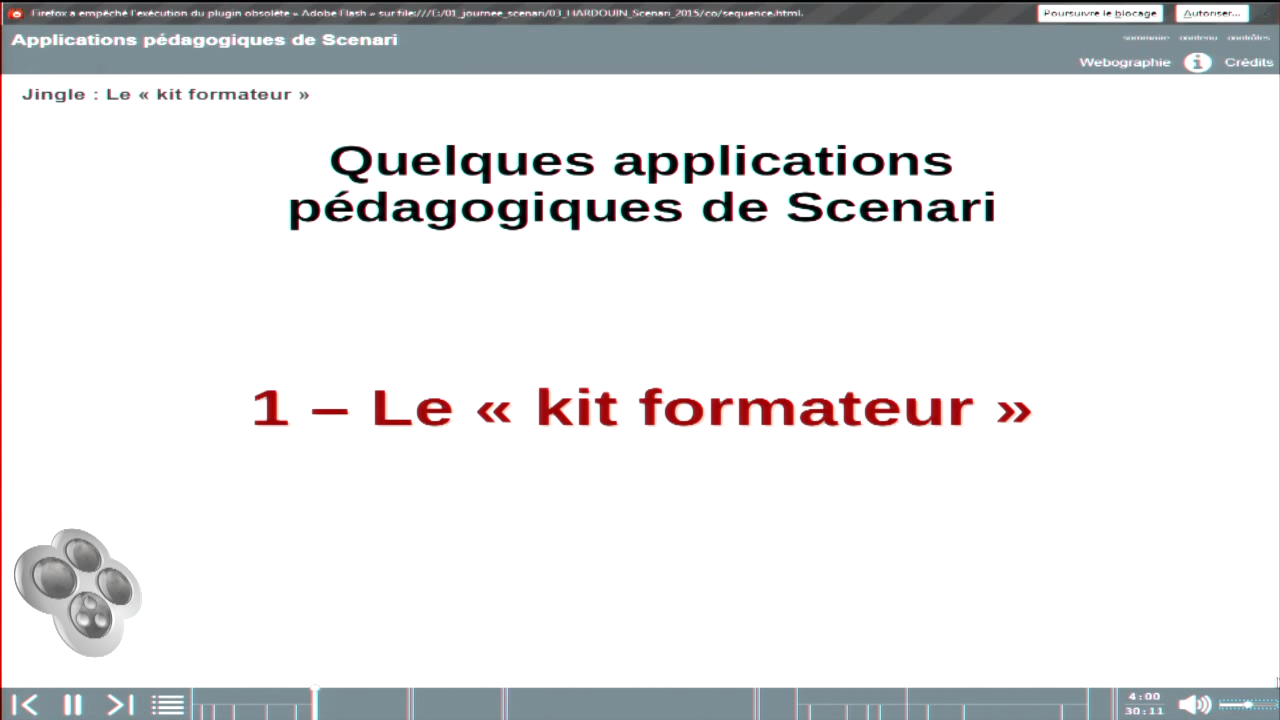 Firefox a empêché l'exécution du plugin obsolète « Adobe Flash » sur file:///E:/01_journee_scenari/03_HARDOUIN_Scenari_2015/co/sequence.html.
Poursuivre le blocage
Autoriser...
Applications pédagogiques de Scenari
sommaire contenu contrôles
Webographie
Crédits
Jingle : Le « kit formateur »
Quelques applications
pédagogiques de Scenari
1 – Le « kit formateur »
4:00
30:11